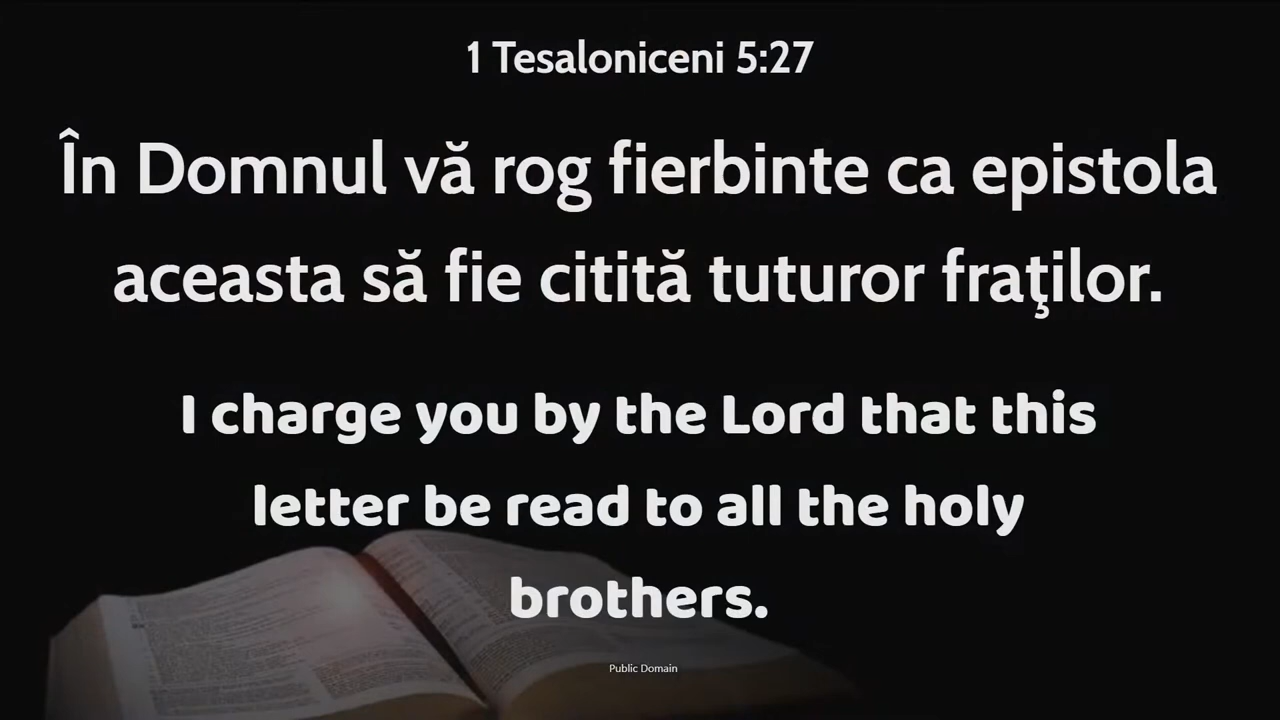 1 Tesaloniceni 5:27
În Domnul vă rog fierbinte ca epistola
aceasta să fie citită tuturor fraţilor.
I charge you by the Lord that this
letter be read to all the holy
brothers.
Public Domain